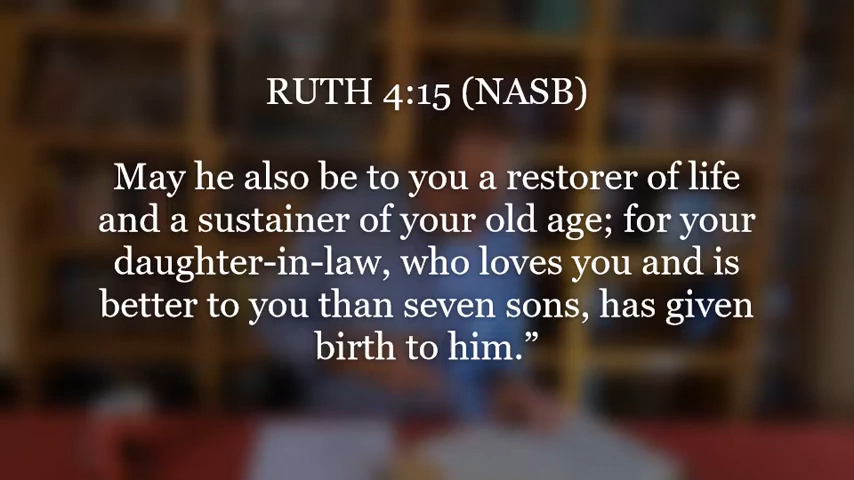 RUTH 4:15 (NASB)
May he also be to you a restorer of life
and a sustainer of your old age; for your
daughter-in-law, who loves you and is
better to you than seven sons, has given
birth to him.”